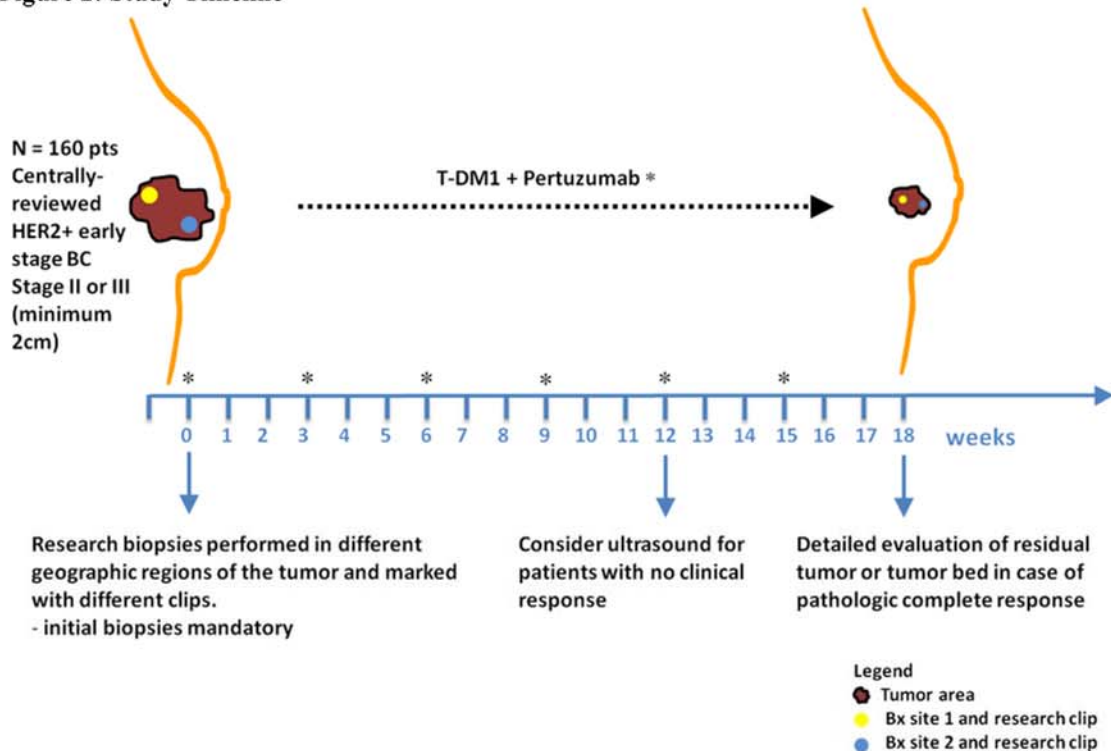 N = 160 pts
Centrally-
reviewed
HER2+ early
stage BC
Stage II or III
(minimum
2cm)
T-DM1 + Pertuzumab *
* * * * * *
0 1 2 3 4 5 6 7 8 9 10 11 12 13 14 15 16 17 18 weeks
Research biopsies performed in different
geographic regions of the tumor and marked
with different clips.
- initial biopsies mandatory
Consider ultrasound for
patients with no clinical
response
Detailed evaluation of residual
tumor or tumor bed in case of
pathologic complete response
Legend
Tumor area
Bx site 1 and research clip
Bx site 2 and research clip